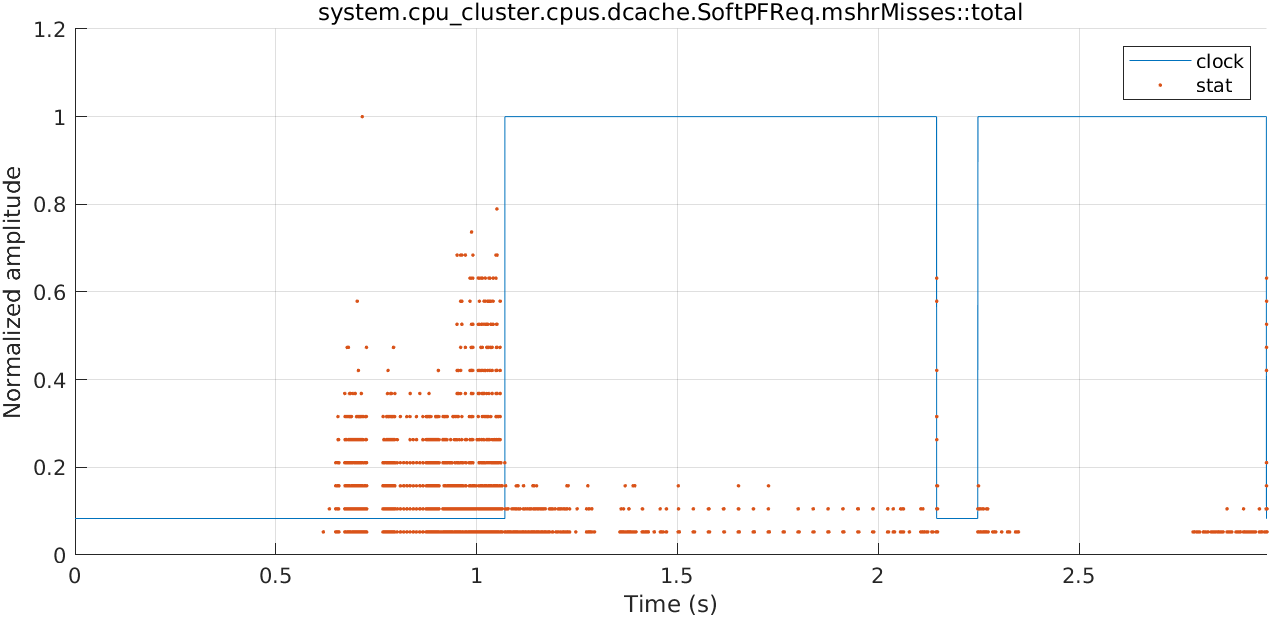 system.cpu_cluster.cpus.dcache.SoftPFReq.mshrMisses::total
1.2
1
0.8
0.6
0.4
0.2
0
Normalized amplitude
clock
stat
0 0.5 1 1.5 2 2.5
Time (s)